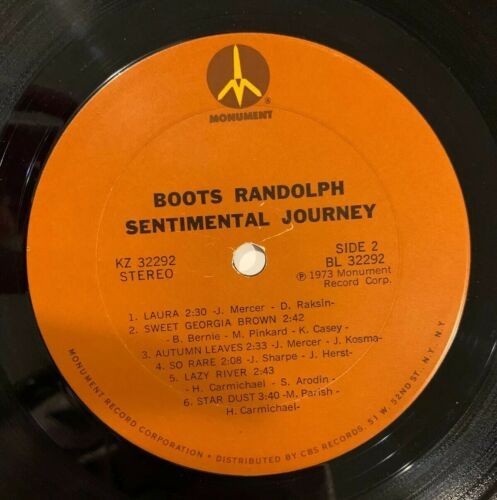 ®
MONUMENT
BOOTS RANDOLPH
SENTIMENTAL JOURNEY
KZ 32292
STEREO
SIDE 2
BL 32292
℗ 1973 Monument
Record Corp.
1. LAURA 2:30 -J. Mercer - D. Raksin-
2. SWEET GEORGIA BROWN 2:42
-B. Bernie - M. Pinkard - K. Casey-
3. AUTUMN LEAVES 2:33 -J. Mercer - J. Kosma-
4. SO RARE 2:08 -J. Sharpe - J. Herst-
5. LAZY RIVER 2:43
-H. Carmichael - S. Arodin-
6. STAR DUST 3:40 -M. Parish-
H. Carmichael-
MONUMENT RECORD CORPORATION • DISTRIBUTED BY CBS RECORDS, 51 W. 52ND ST., N.Y., N.Y.